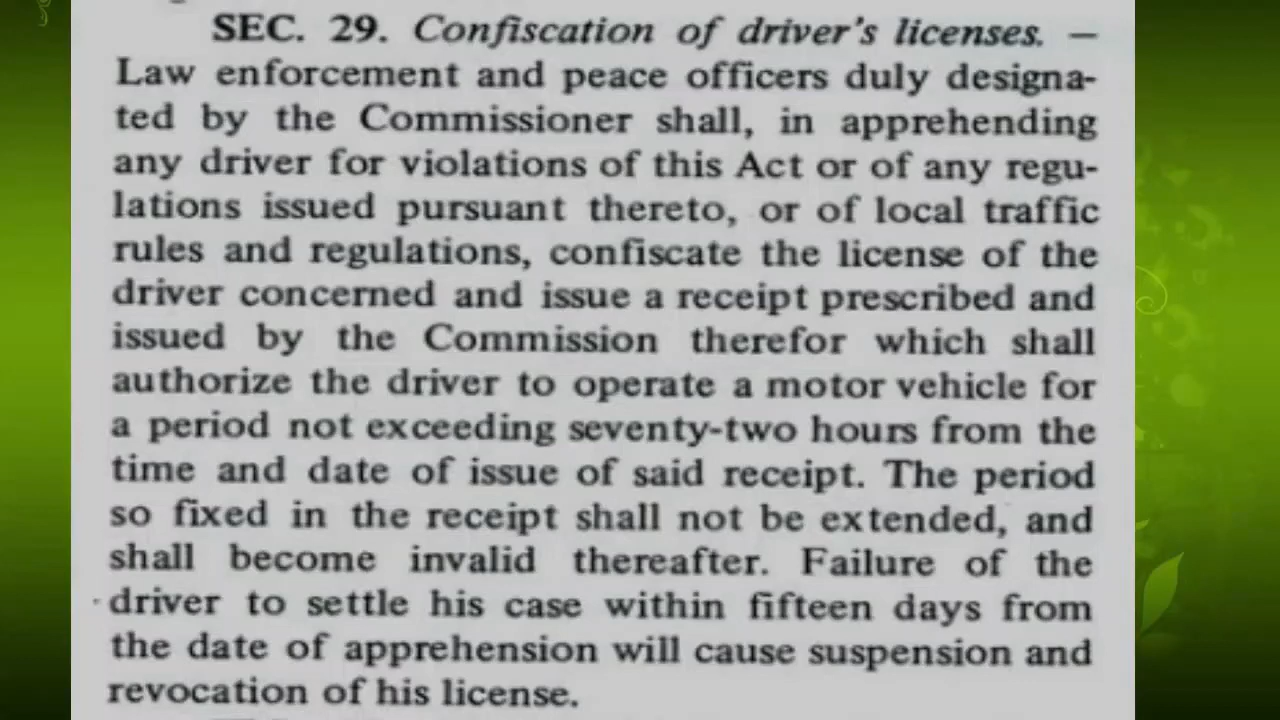 SEC. 29. Confiscation of driver's licenses. —
Law enforcement and peace officers duly designa-
ted by the Commissioner shall, in apprehending
any driver for violations of this Act or of any regu-
lations issued pursuant thereto, or of local traffic
rules and regulations, confiscate the license of the
driver concerned and issue a receipt prescribed and
issued by the Commission therefor which shall
authorize the driver to operate a motor vehicle for
a period not exceeding seventy-two hours from the
time and date of issue of said receipt. The period
so fixed in the receipt shall not be extended, and
shall become invalid thereafter. Failure of the
driver to settle his case within fifteen days from
the date of apprehension will cause suspension and
revocation of his license.